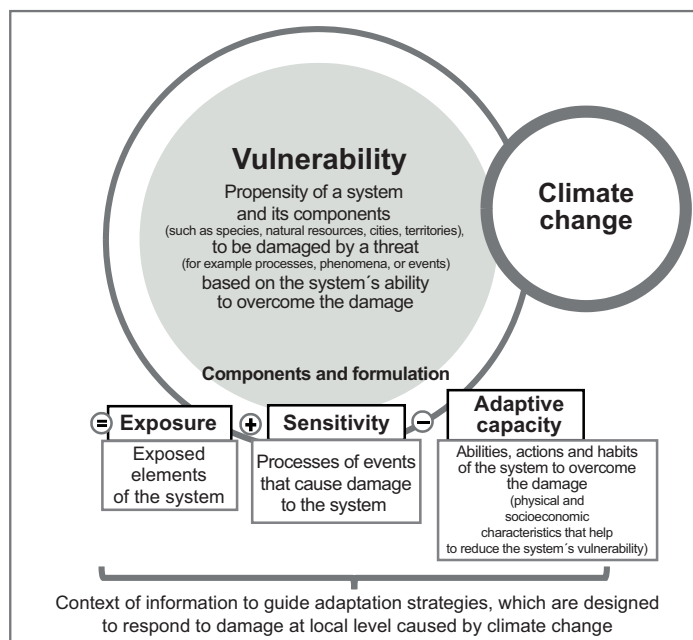 Vulnerability
Propensity of a system
and its components
(such as species, natural resources, cities, territories),
to be damaged by a threat
(for example processes, phenomena, or events)
based on the system´s ability
to overcome the damage
Climate
change
Components and formulation
= Exposure
Exposed
elements
of the system
+ Sensitivity
Processes of events
that cause damage
to the system
− Adaptive
capacity
Abilities, actions and habits
of the system to overcome
the damage
(physical and
socioeconomic
characteristics that help
to reduce the system´s vulnerability)
Context of information to guide adaptation strategies, which are designed
to respond to damage at local level caused by climate change